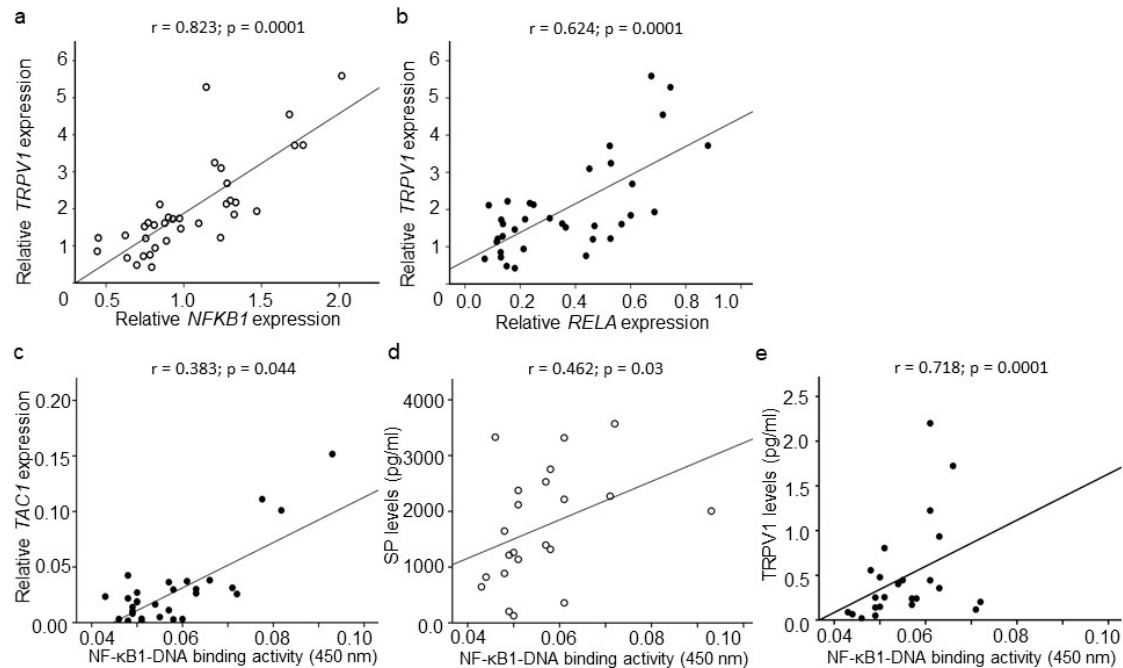 a
r = 0.823; p = 0.0001
Relative TRPV1 expression
6
5
4
3
2
1
0
0.5
1.0
1.5
2.0
Relative NFKB1 expression
b
r = 0.624; p = 0.0001
Relative TRPV1 expression
6
5
4
3
2
1
0
0.0
0.2
0.4
0.6
0.8
1.0
Relative RELA expression
c
r = 0.383; p = 0.044
Relative TAC1 expression
0.20
0.15
0.10
0.05
0.00
0.04
0.06
0.08
0.10
NF-κB1-DNA binding activity (450 nm)
d
r = 0.462; p = 0.03
SP levels (pg/ml)
4000
3000
2000
1000
0
0.04
0.06
0.08
0.10
NF-κB1-DNA binding activity (450 nm)
e
r = 0.718; p = 0.0001
TRPV1 levels (pg/ml)
2.5
2.0
1.5
1.0
0.5
0.0
0.04
0.06
0.08
0.10
NF-κB1-DNA binding activity (450 nm)